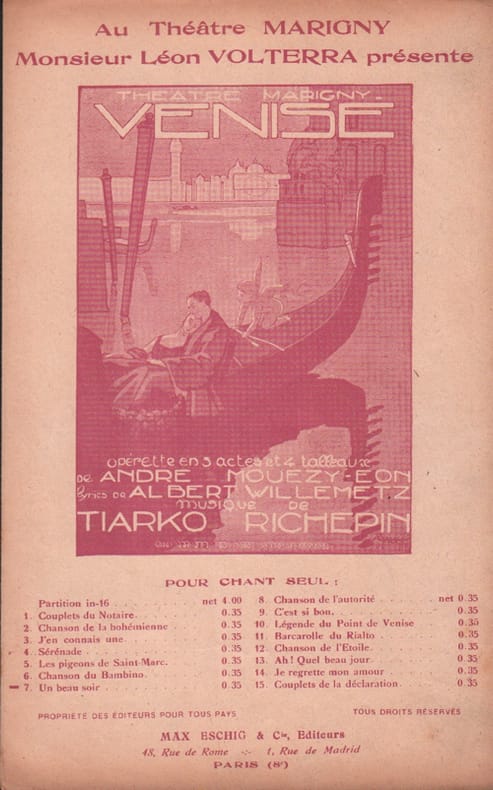 Au Théâtre MARIGNY
Monsieur Léon VOLTERRA présente
THEATRE MARIGNY
VENISE
opérette en 3 actes et 4 tableaux
DE ANDRE MOUEZY-EON
lyrics DE ALBERT WILLEMETZ
musique DE
TIARKO RICHEPIN
POUR CHANT SEUL :
Partition in-16 net 4.00
1. Couplets du Notaire 0.35
2. Chanson de la bohémienne 0.35
3. J'en connais une 0.35
4. Sérénade 0.35
5. Les pigeons de Saint-Marc. 0.35
6. Chanson du Bambino 0.35
7. Un beau soir 0.35
8. Chanson de l'autorité net 0.35
9. C'est si bon. 0.35
10. Légende du Point de Venise 0.35
11. Barcarolle du Rialto 0.35
12. Chanson de l'Etoile 0.35
13. Ah ! Quel beau jour 0.35
14. Je regrette mon amour 0.35
15. Couplets de la déclaration 0.35
PROPRIÉTÉ DES ÉDITEURS POUR TOUS PAYS
TOUS DROITS RÉSERVÉS
MAX ESCHIG & Cie, Editeurs
48, Rue de Rome -:- 1, Rue de Madrid
PARIS (8e)